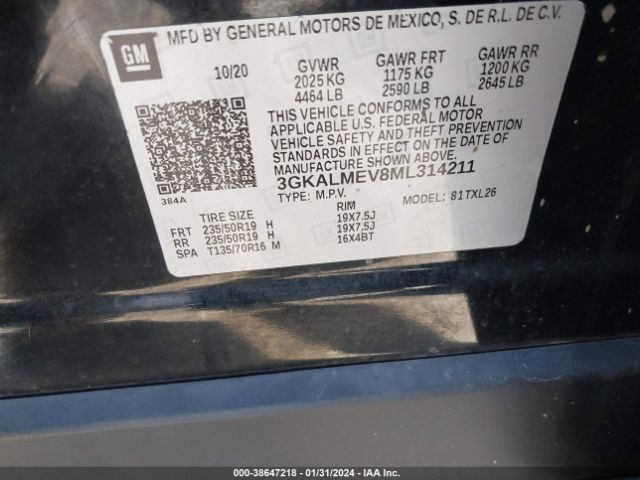 MFD BY GENERAL MOTORS DE MEXICO, S. DE R.L. DE C.V.
GM
10/20 GVWR GAWR FRT GAWR RR
2025 KG 1175 KG 1200 KG
4464 LB 2590 LB 2645 LB
THIS VEHICLE CONFORMS TO ALL
APPLICABLE U.S. FEDERAL MOTOR
VEHICLE SAFETY AND THEFT PREVENTION
STANDARDS IN EFFECT ON THE DATE OF
MANUFACTURE SHOWN ABOVE.
3GKALMEV8ML314211
384A
TYPE: M.P.V. MODEL: 81TXL26
TIRE SIZE RIM
FRT 235/50R19 H 19X7.5J
RR 235/50R19 H 19X7.5J
SPA T135/70R16 M 16X4BT
© COPART - 38647218 - 01/31/2024 - IAA Inc.